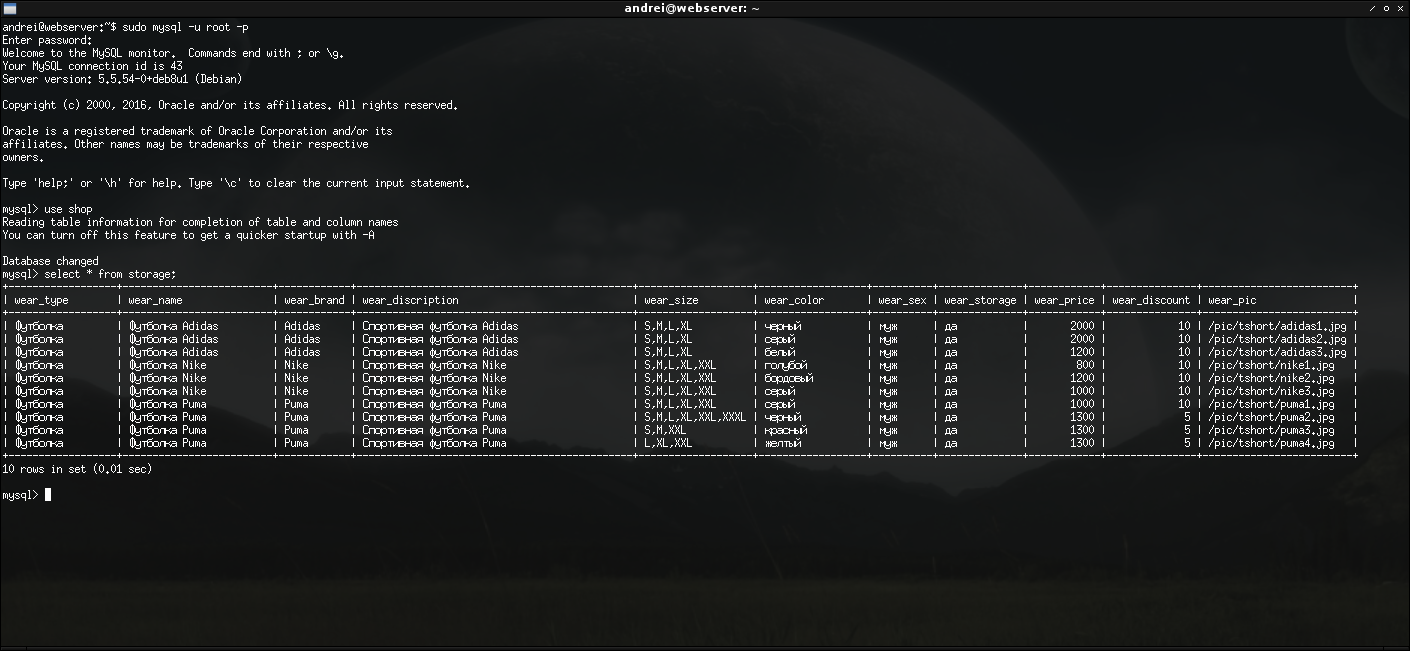 andrei@webserver: ~
andrei@webserver:~$ sudo mysql -u root -p
Enter password:
Welcome to the MySQL monitor.  Commands end with ; or \g.
Your MySQL connection id is 43
Server version: 5.5.54-0+deb8u1 (Debian)
Copyright (c) 2000, 2016, Oracle and/or its affiliates. All rights reserved.
Oracle is a registered trademark of Oracle Corporation and/or its
affiliates. Other names may be trademarks of their respective
owners.
Type 'help;' or '\h' for help. Type '\c' to clear the current input statement.
mysql> use shop
Reading table information for completion of table and column names
You can turn off this feature to get a quicker startup with -A
Database changed
mysql> select * from storage;
| wear_type | wear_name | wear_brand | wear_discription | wear_size | wear_color | wear_sex | wear_storage | wear_price | wear_discount | wear_pic |
| Футболка | Футболка Adidas | Adidas | Спортивная футболка Adidas | S,M,L,XL | черный | муж | да | 2000 | 10 | /pic/tshort/adidas1.jpg |
| Футболка | Футболка Adidas | Adidas | Спортивная футболка Adidas | S,M,L,XL | серый | муж | да | 2000 | 10 | /pic/tshort/adidas2.jpg |
| Футболка | Футболка Adidas | Adidas | Спортивная футболка Adidas | S,M,L,XL | белый | муж | да | 1200 | 10 | /pic/tshort/adidas3.jpg |
| Футболка | Футболка Nike | Nike | Спортивная футболка Nike | S,M,L,XL,XXL | голубой | муж | да | 800 | 10 | /pic/tshort/nike1.jpg |
| Футболка | Футболка Nike | Nike | Спортивная футболка Nike | S,M,L,XL,XXL | бордовый | муж | да | 1200 | 10 | /pic/tshort/nike2.jpg |
| Футболка | Футболка Nike | Nike | Спортивная футболка Nike | S,M,L,XL,XXL | серый | муж | да | 1000 | 10 | /pic/tshort/nike3.jpg |
| Футболка | Футболка Puma | Puma | Спортивная футболка Puma | S,M,L,XL,XXL | серый | муж | да | 1000 | 10 | /pic/tshort/puma1.jpg |
| Футболка | Футболка Puma | Puma | Спортивная футболка Puma | S,M,L,XL,XXL,XXXL | черный | муж | да | 1300 | 5 | /pic/tshort/puma2.jpg |
| Футболка | Футболка Puma | Puma | Спортивная футболка Puma | S,M,XXL | красный | муж | да | 1300 | 5 | /pic/tshort/puma3.jpg |
| Футболка | Футболка Puma | Puma | Спортивная футболка Puma | L,XL,XXL | желтый | муж | да | 1300 | 5 | /pic/tshort/puma4.jpg |
10 rows in set (0.01 sec)
mysql>